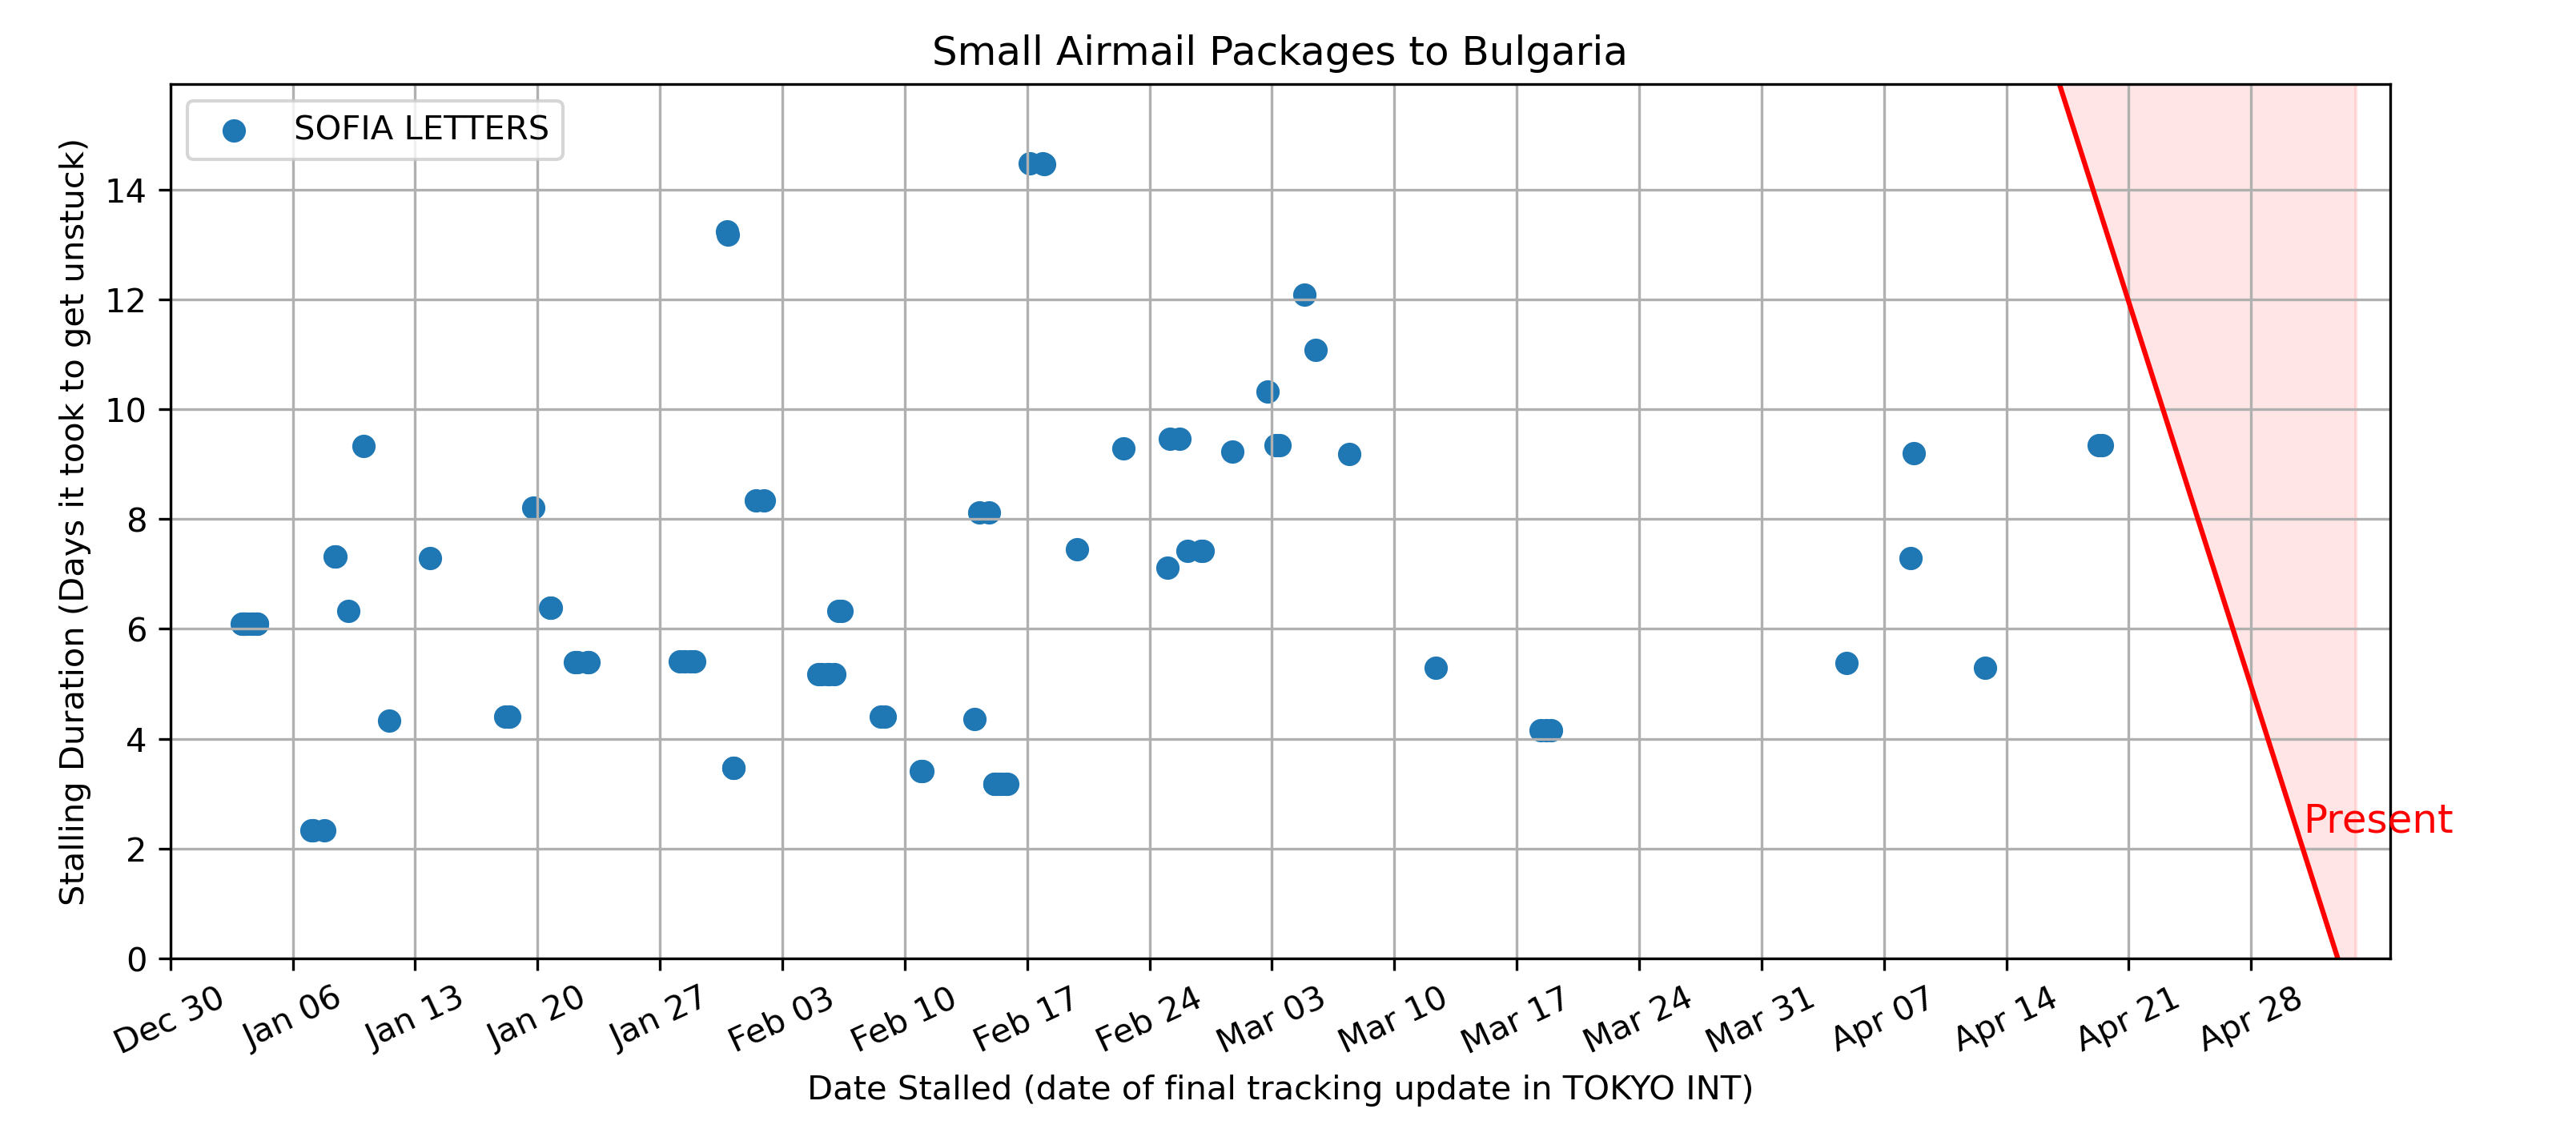 Small Airmail Packages to Bulgaria
SOFIA LETTERS
Stalling Duration (Days it took to get unstuck)
14
12
10
8
6
4
2
0
Present
Dec 30
Jan 06
Jan 13
Jan 20
Jan 27
Feb 03
Feb 10
Feb 17
Feb 24
Mar 03
Mar 10
Mar 17
Mar 24
Mar 31
Apr 07
Apr 14
Apr 21
Apr 28
Date Stalled (date of final tracking update in TOKYO INT)